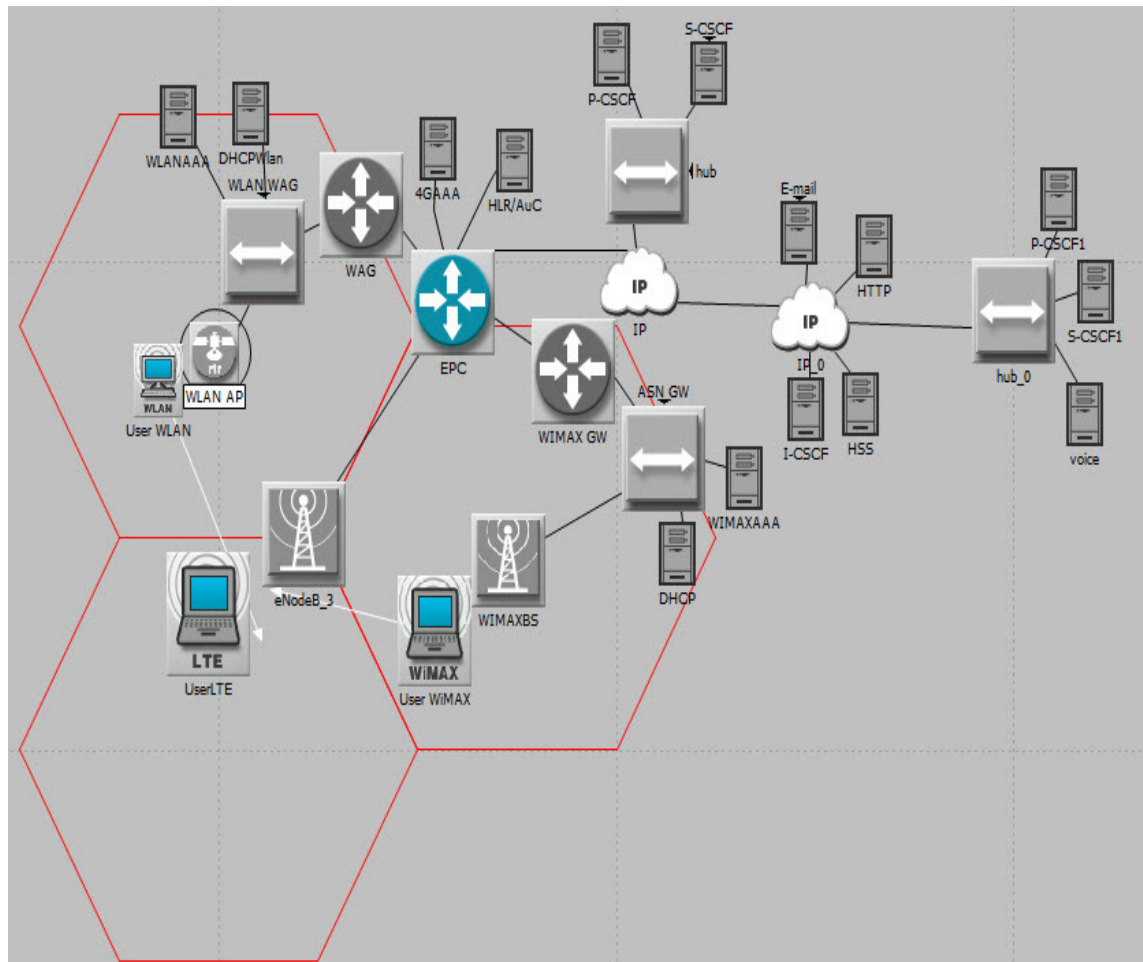 S-CSCF
P-CSCF
hub
WLANAAA
DHCPWlan
WLAN WAG
4GAAA
HLR/AuC
WAG
E-mail
P-CSCF1
HTTP
IP
IP
IP
IP_0
S-CSCF1
hub_0
voice
EPC
WLAN AP
WLAN
User WLAN
WIMAX GW
ASN GW
I-CSCF
HSS
WIMAXAAA
DHCP
eNodeB_3
WIMAXBS
LTE
UserLTE
WiMAX
User WiMAX